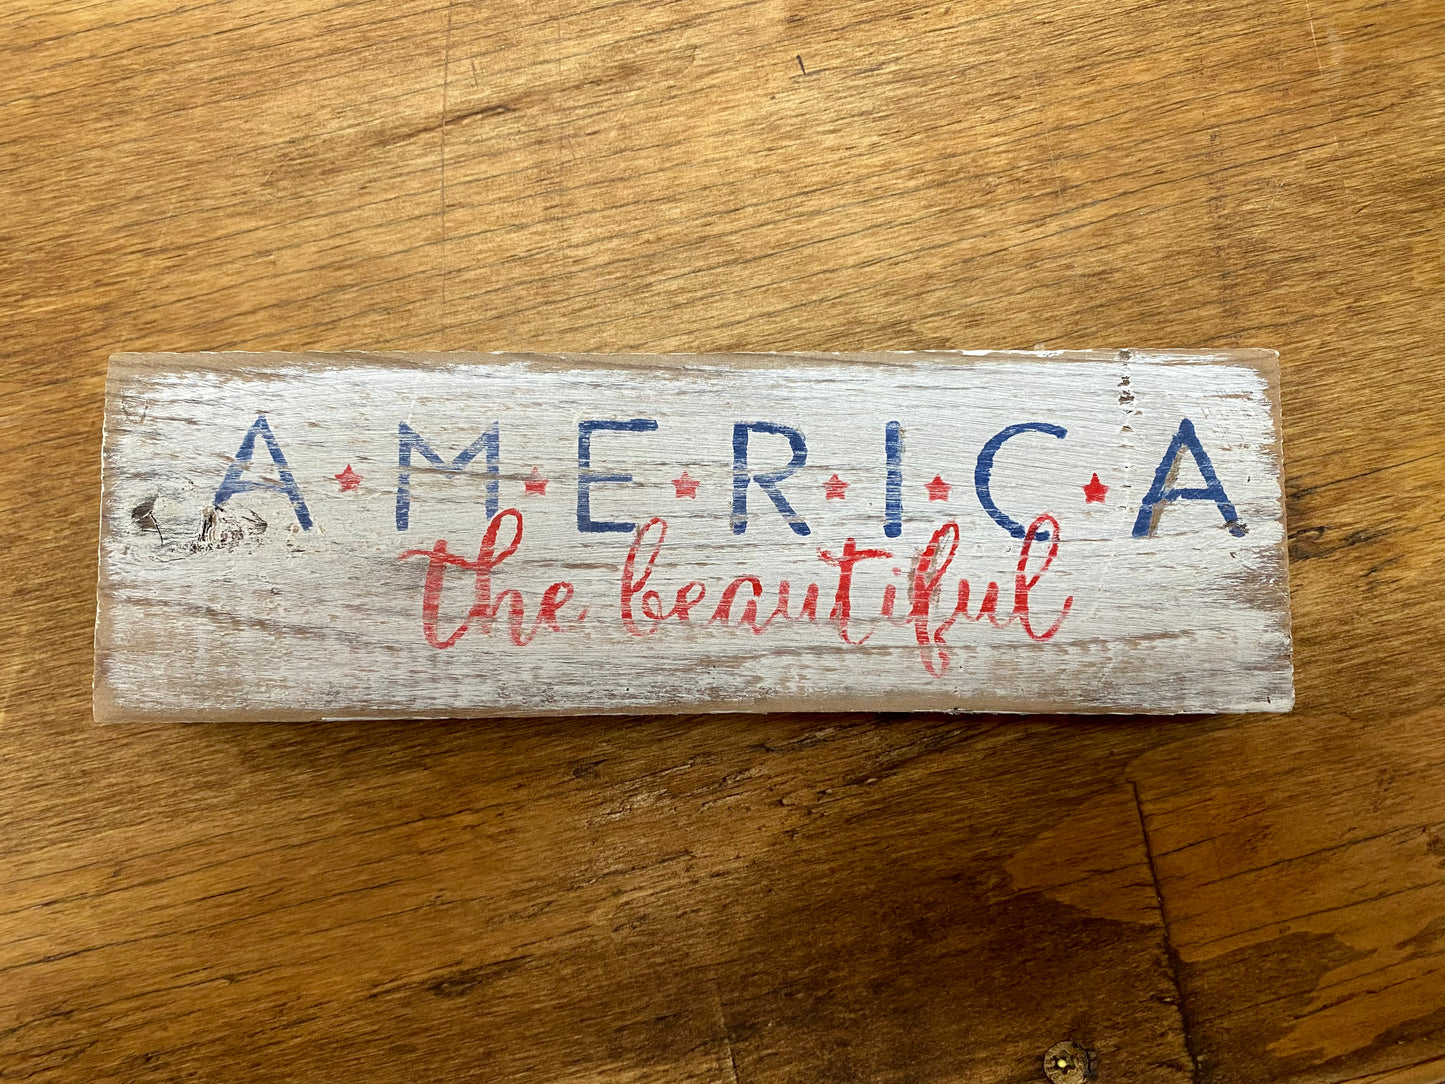 A★M★E★R★I★C★A
the beautiful